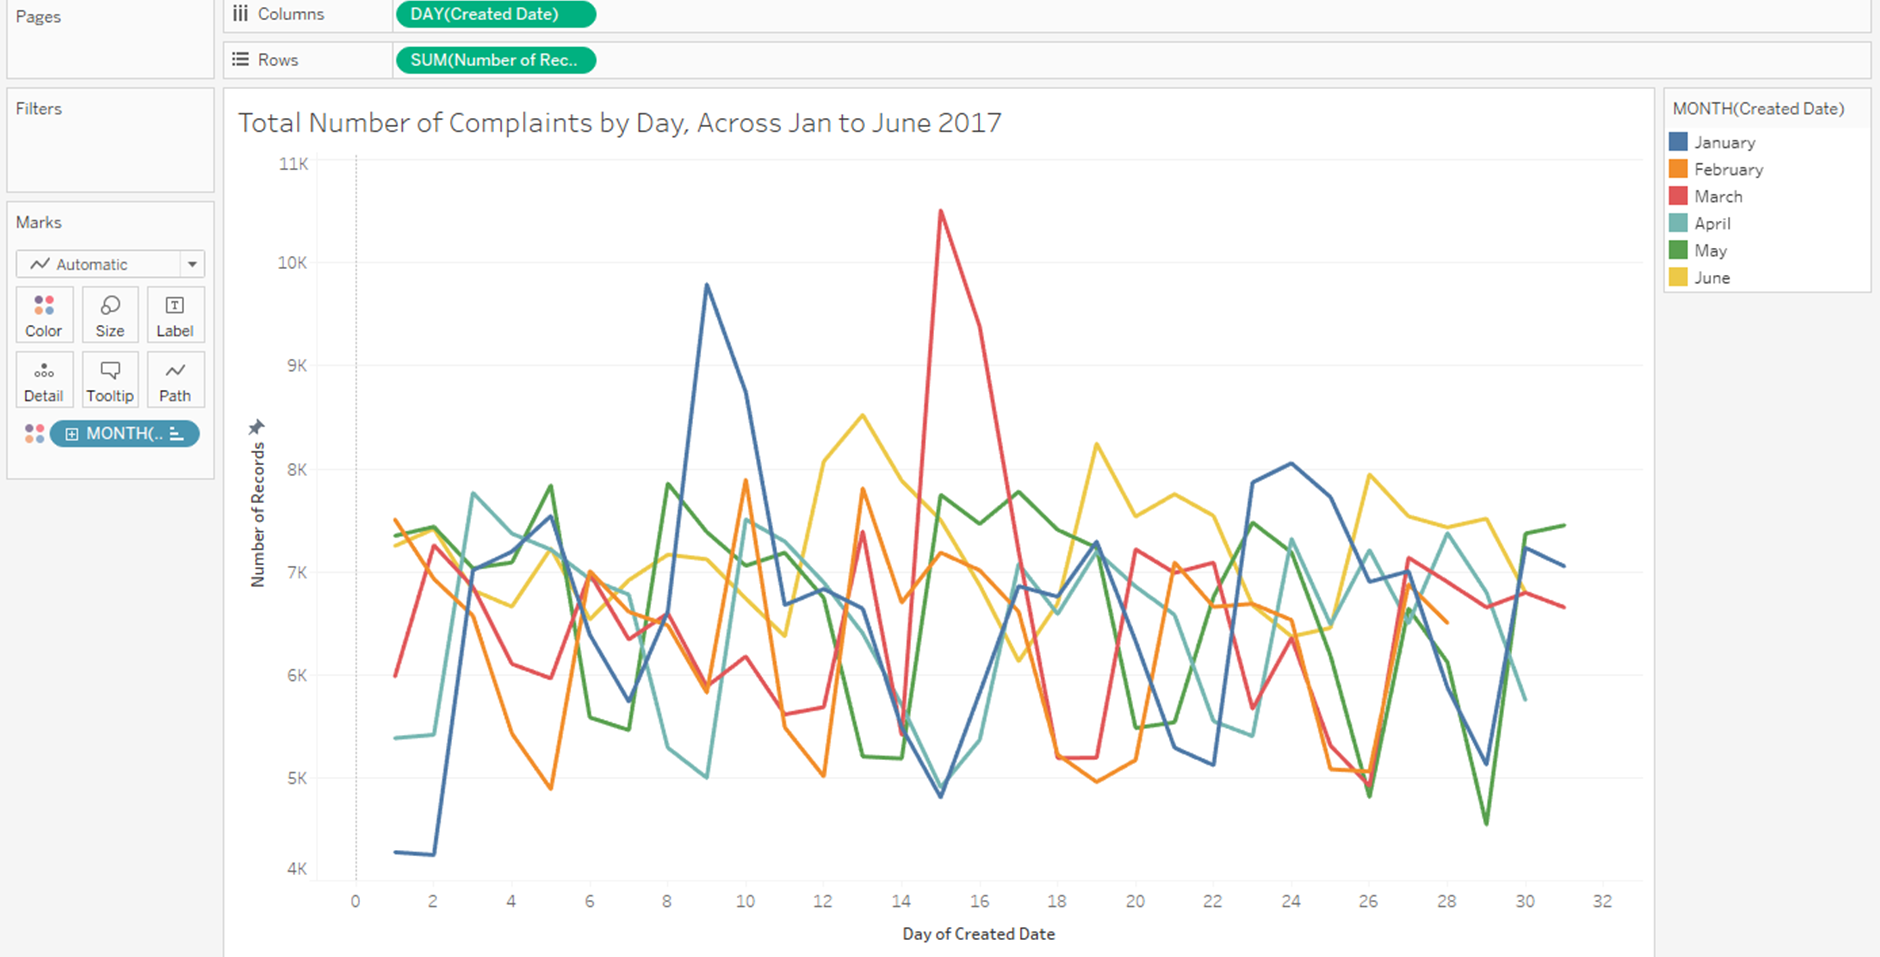 Pages
Columns
DAY(Created Date)
Rows
SUM(Number of Rec..
Filters
Marks
Automatic
Color
Size
Label
Detail
Tooltip
Path
MONTH(..
Total Number of Complaints by Day, Across Jan to June 2017
Number of Records
11K
10K
9K
8K
7K
6K
5K
4K
0 2 4 6 8 10 12 14 16 18 20 22 24 26 28 30 32
Day of Created Date
MONTH(Created Date)
January
February
March
April
May
June